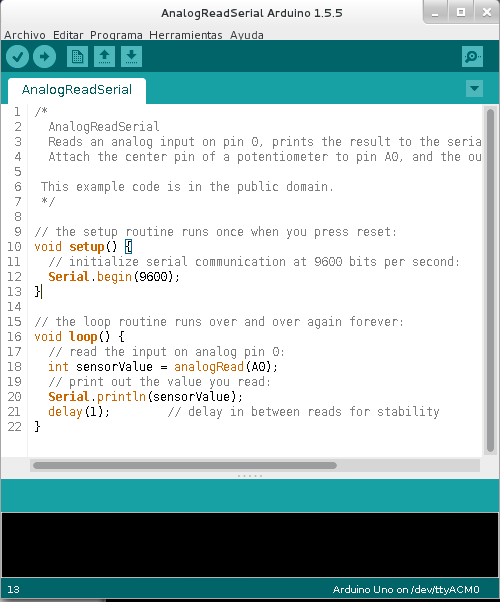 AnalogReadSerial Arduino 1.5.5
Archivo Editar Programa Herramientas Ayuda
AnalogReadSerial
1 /*
2 AnalogReadSerial
3 Reads an analog input on pin 0, prints the result to the seria
4 Attach the center pin of a potentiometer to pin A0, and the ou
5
6 This example code is in the public domain.
7 */
8
9 // the setup routine runs once when you press reset:
10 void setup() {
11 // initialize serial communication at 9600 bits per second:
12 Serial.begin(9600);
13 }
14
15 // the loop routine runs over and over again forever:
16 void loop() {
17 // read the input on analog pin 0:
18 int sensorValue = analogRead(A0);
19 // print out the value you read:
20 Serial.println(sensorValue);
21 delay(1); // delay in between reads for stability
22 }
13 Arduino Uno on /dev/ttyACM0